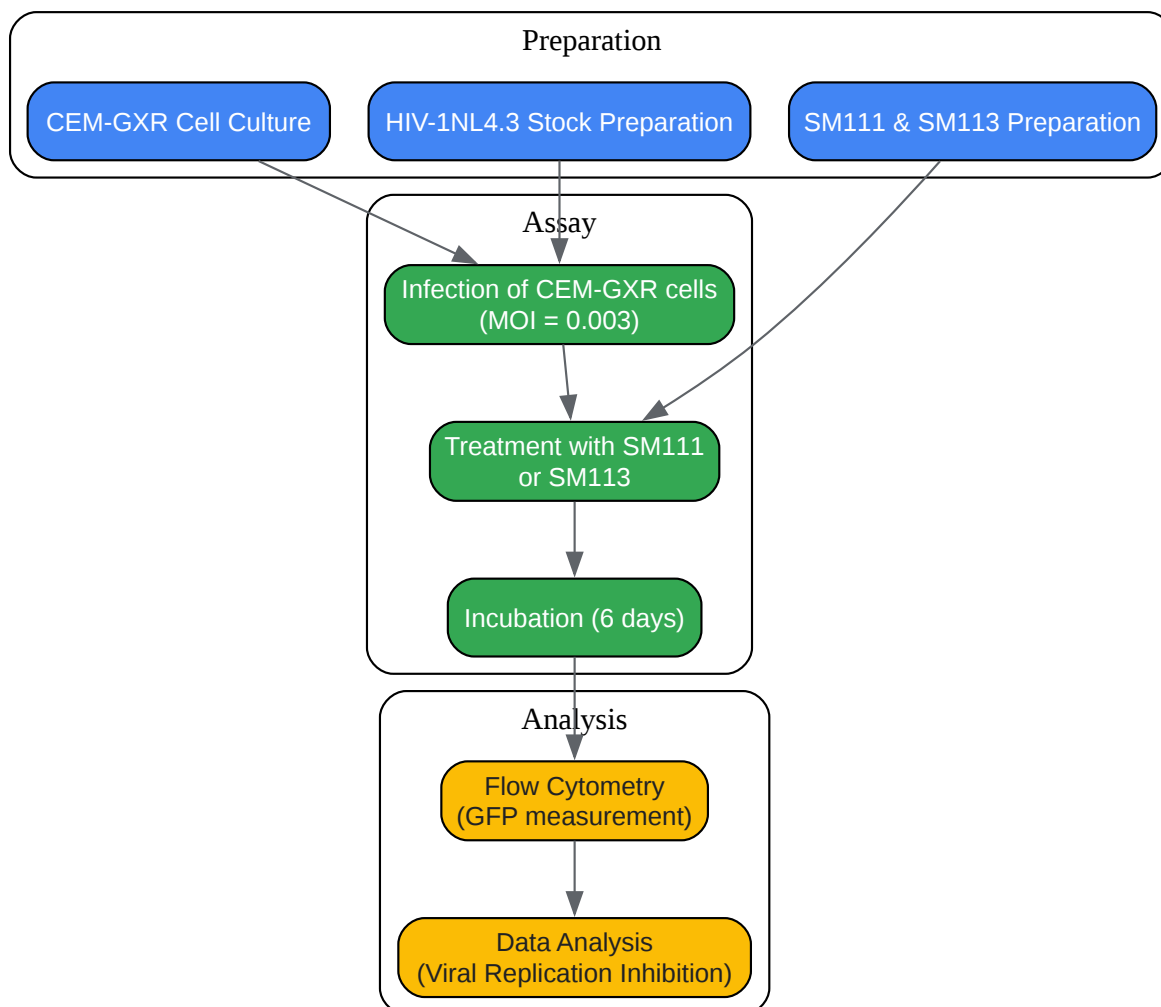 Preparation
CEM-GXR Cell Culture
HIV-1NL4.3 Stock Preparation
SM111 & SM113 Preparation
Assay
Infection of CEM-GXR cells
(MOI = 0.003)
Treatment with SM111
or SM113
Incubation (6 days)
Analysis
Flow Cytometry
(GFP measurement)
Data Analysis
(Viral Replication Inhibition)